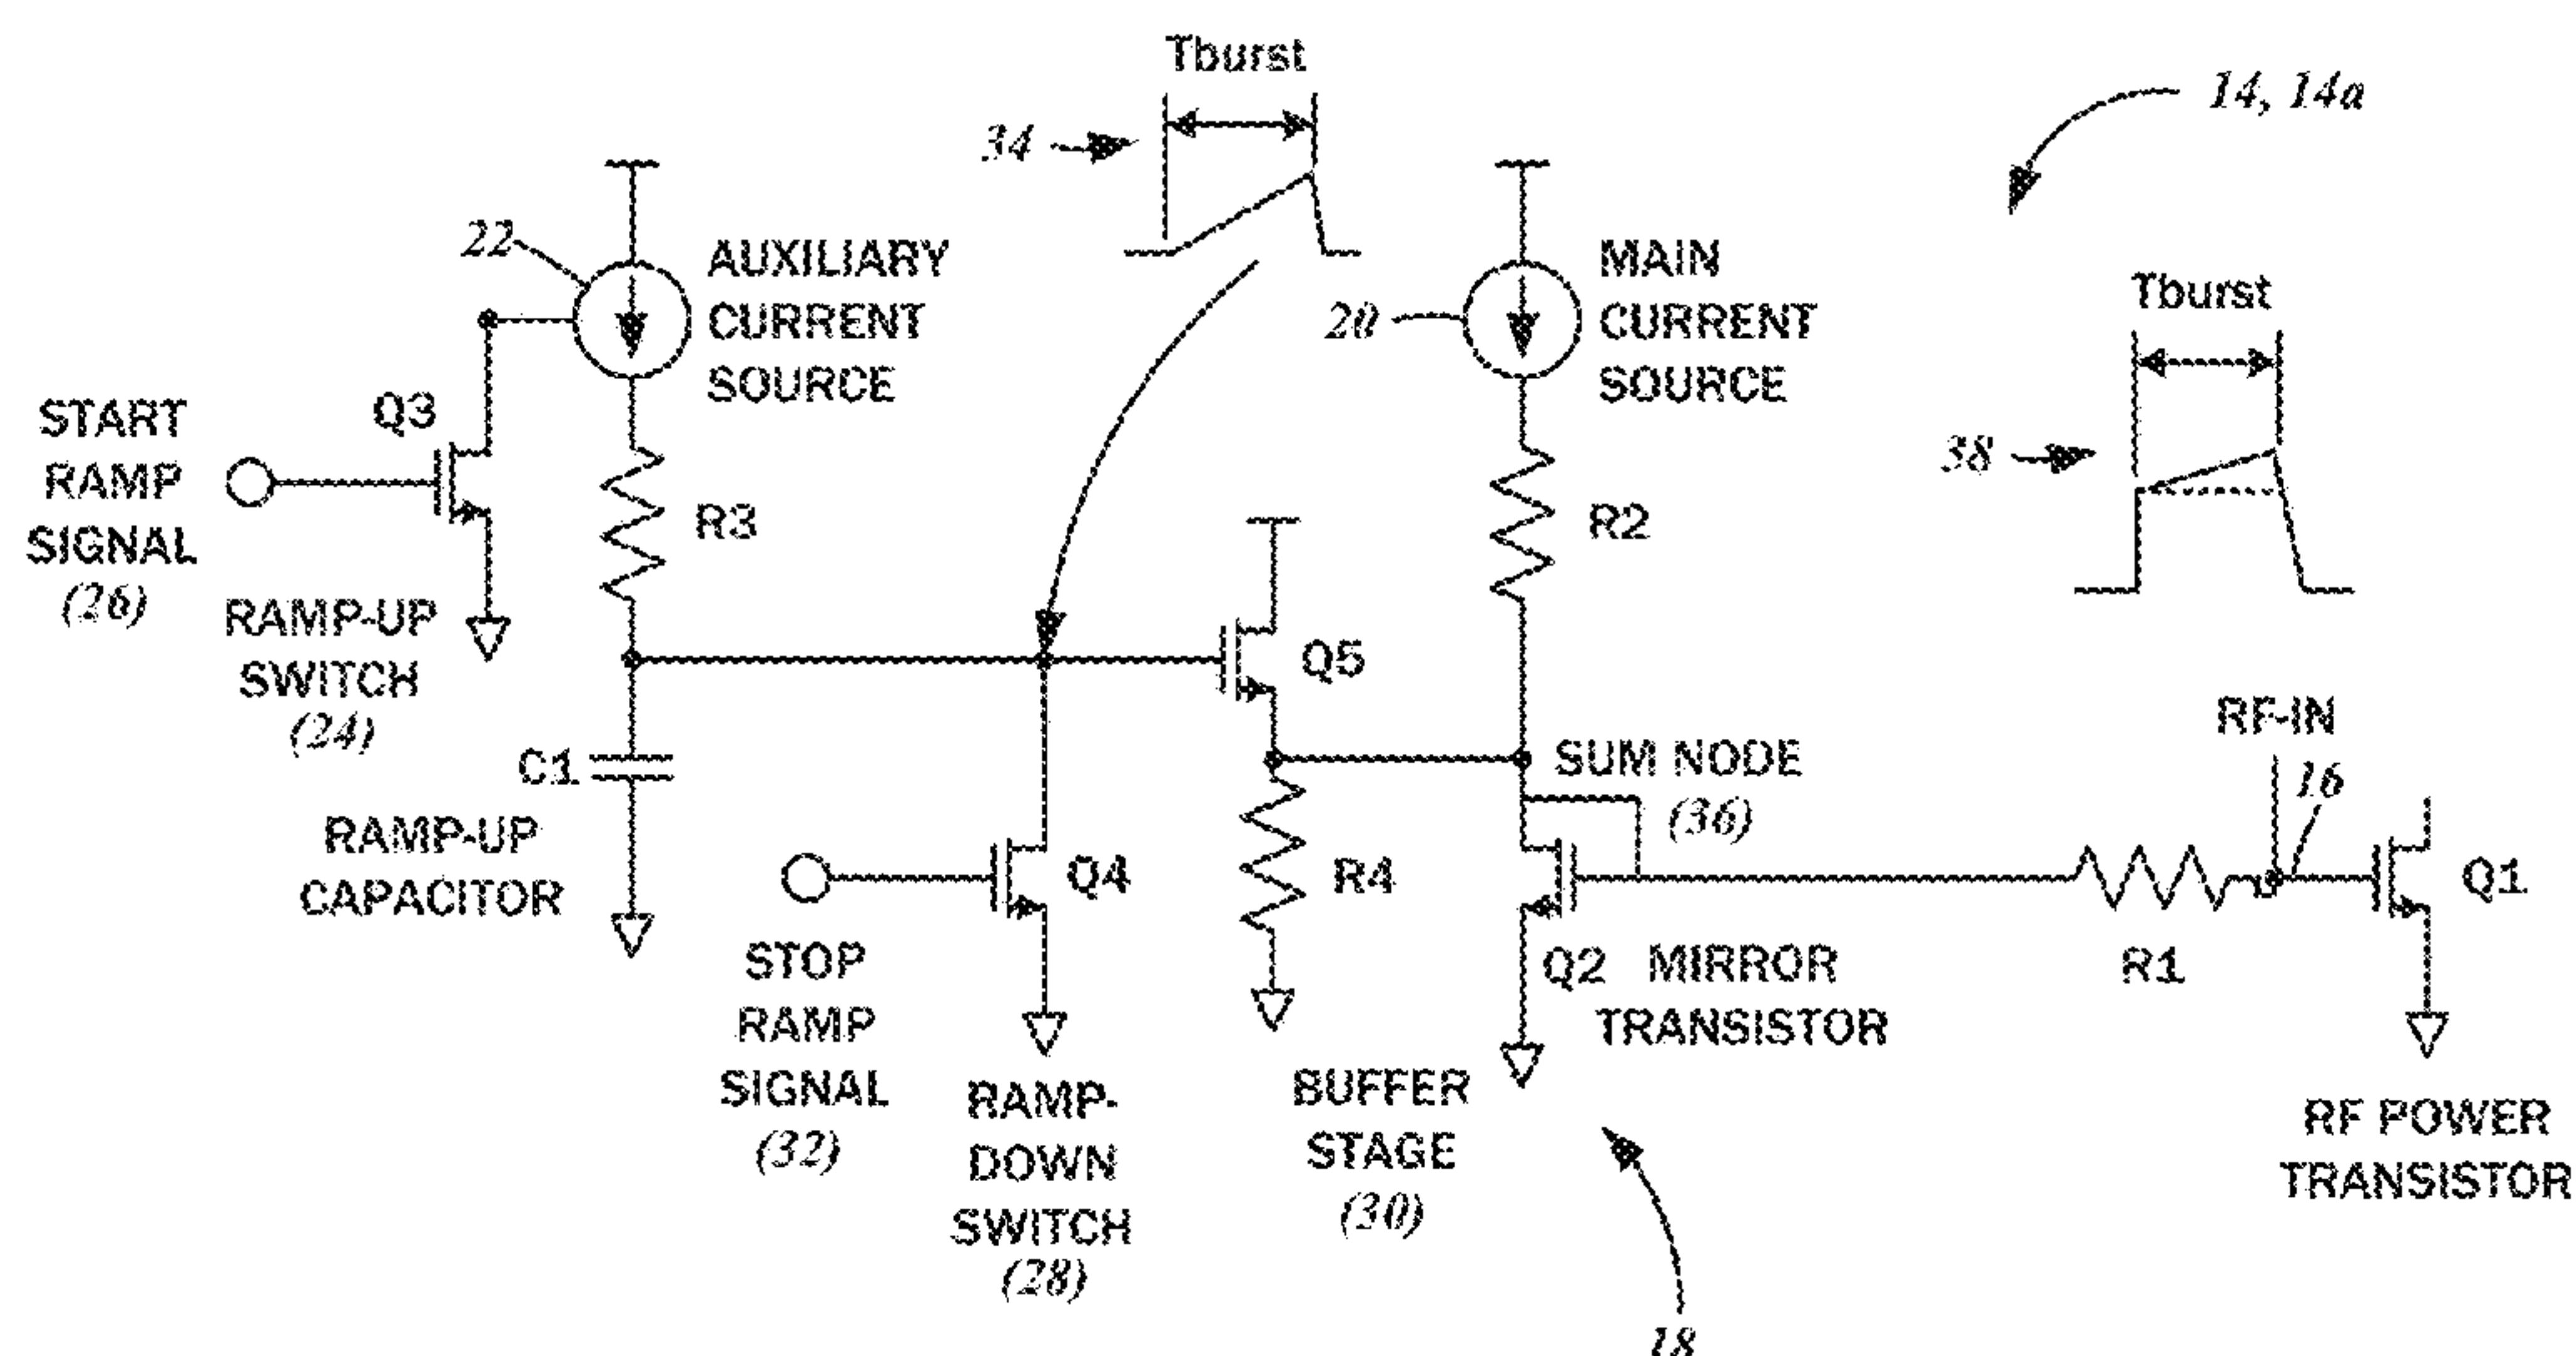 Tburst
34
14, 14a
22
AUXILIARY
CURRENT
SOURCE
20
MAIN
CURRENT
SOURCE
Tburst
38
START
RAMP
SIGNAL
(26)
Q3
R3
R2
RAMP-UP
SWITCH
(24)
Q5
C1
RAMP-UP
CAPACITOR
SUM NODE
(36)
RF-IN
16
Q4
R4
Q1
STOP
RAMP
SIGNAL
(32)
Q2 MIRROR
TRANSISTOR
R1
RAMP-
DOWN
SWITCH
(28)
BUFFER
STAGE
(30)
RF POWER
TRANSISTOR
18